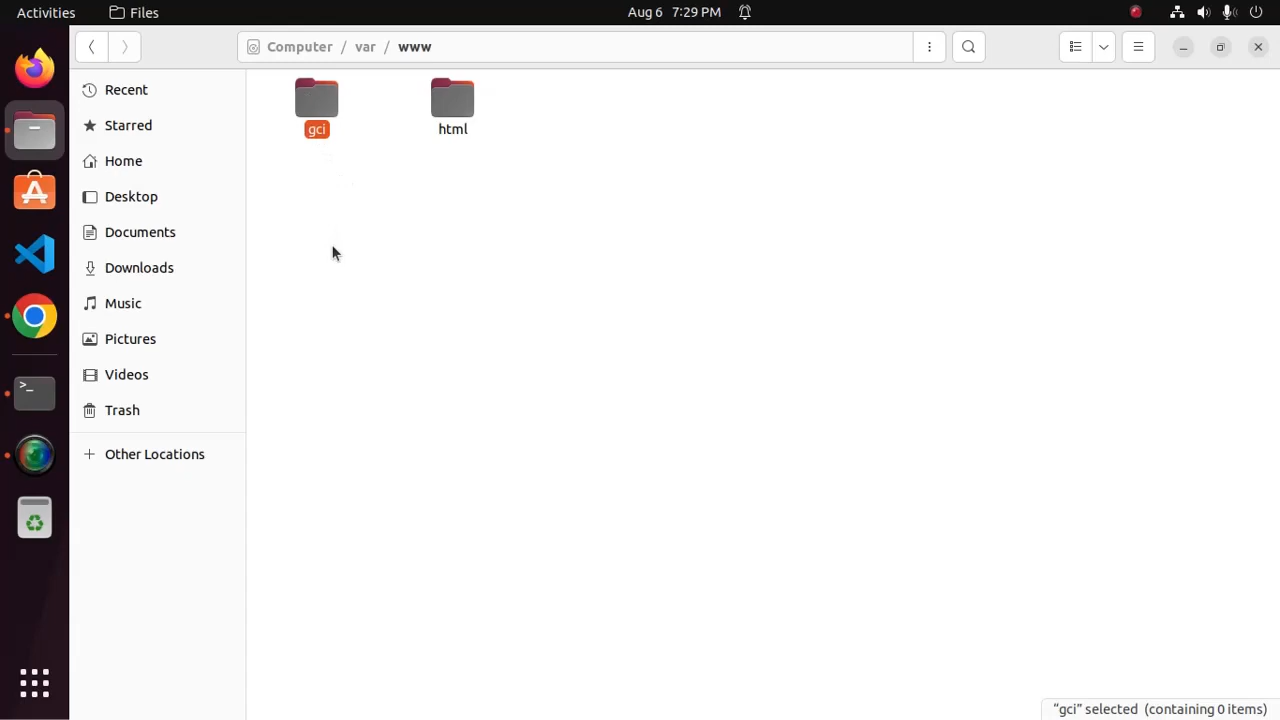 Activities
Files
Aug 6 7:29 PM
Computer / var / www
gci
html
Recent
Starred
Home
Desktop
Documents
Downloads
Music
Pictures
Videos
Trash
Other Locations
"gci" selected (containing 0 items)